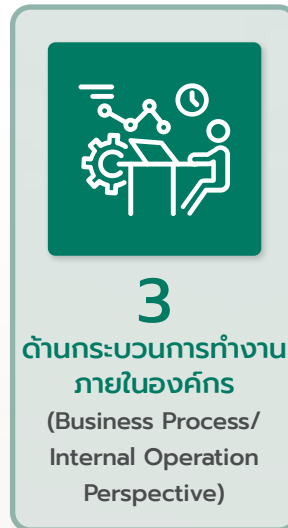 3
ด้านกระบวนการทำงาน
ภายในองค์กร
(Business Process/
Internal Operation
Perspective)